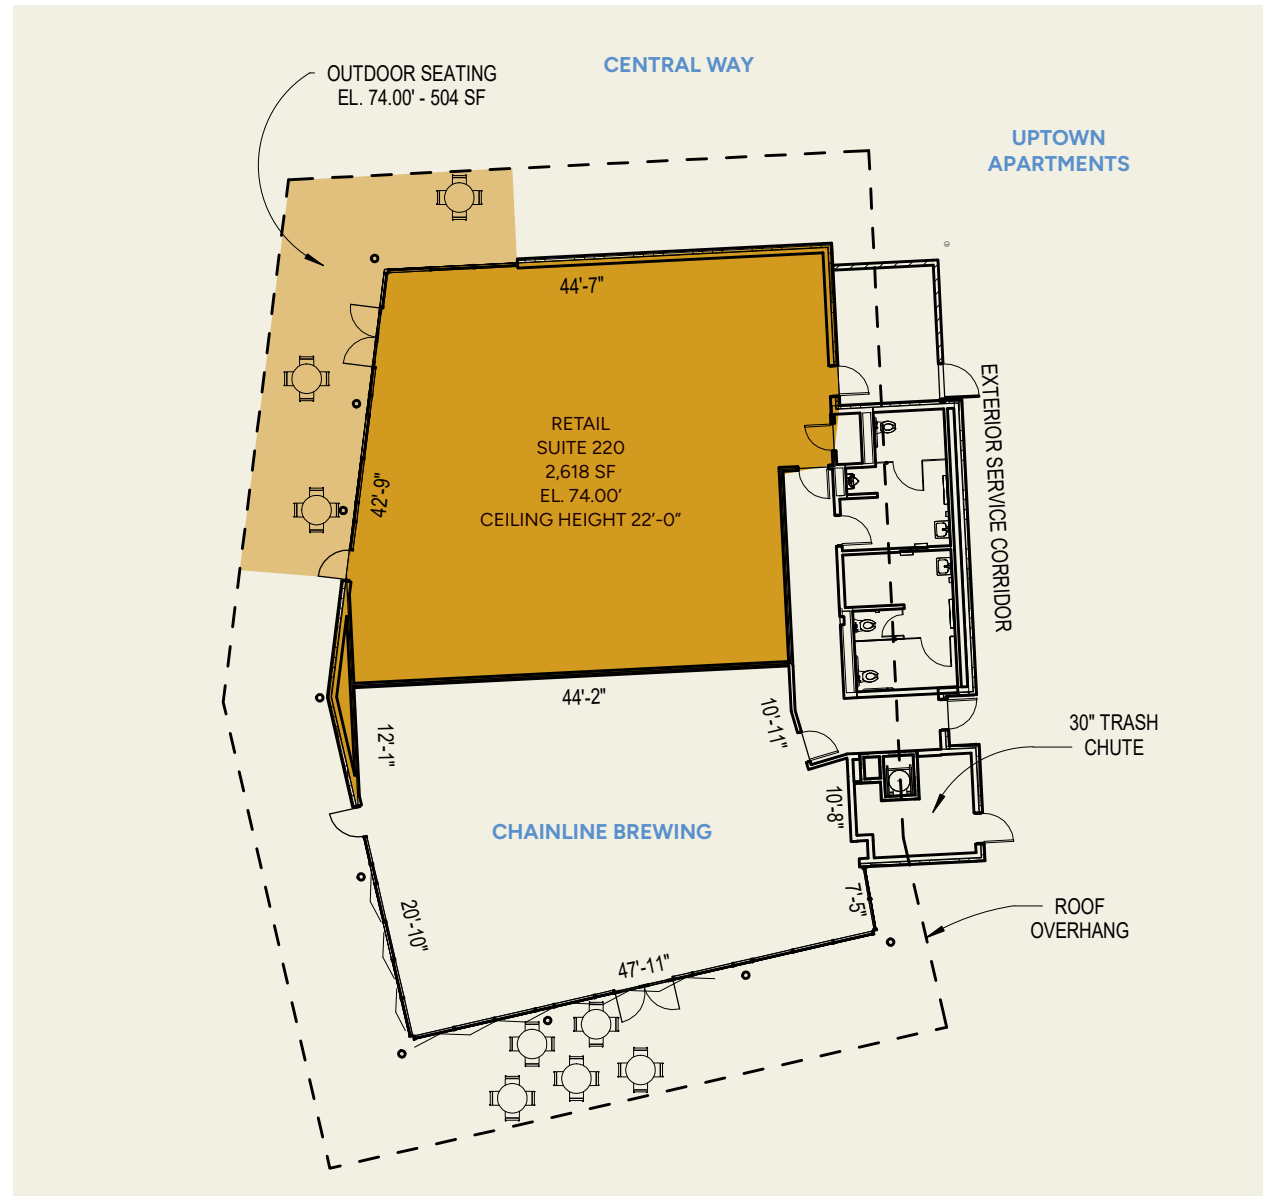 CENTRAL WAY
OUTDOOR SEATING
EL. 74.00' - 504 SF
UPTOWN
APARTMENTS
44'-7"
EXTERIOR SERVICE CORRIDOR
RETAIL
SUITE 220
2,618 SF
EL. 74.00'
CEILING HEIGHT 22'-0"
42'-9"
44'-2"
10'-11"
12'-1"
30" TRASH
CHUTE
10'-8"
CHAINLINE BREWING
7'-5"
20'-10"
ROOF
OVERHANG
47'-11"